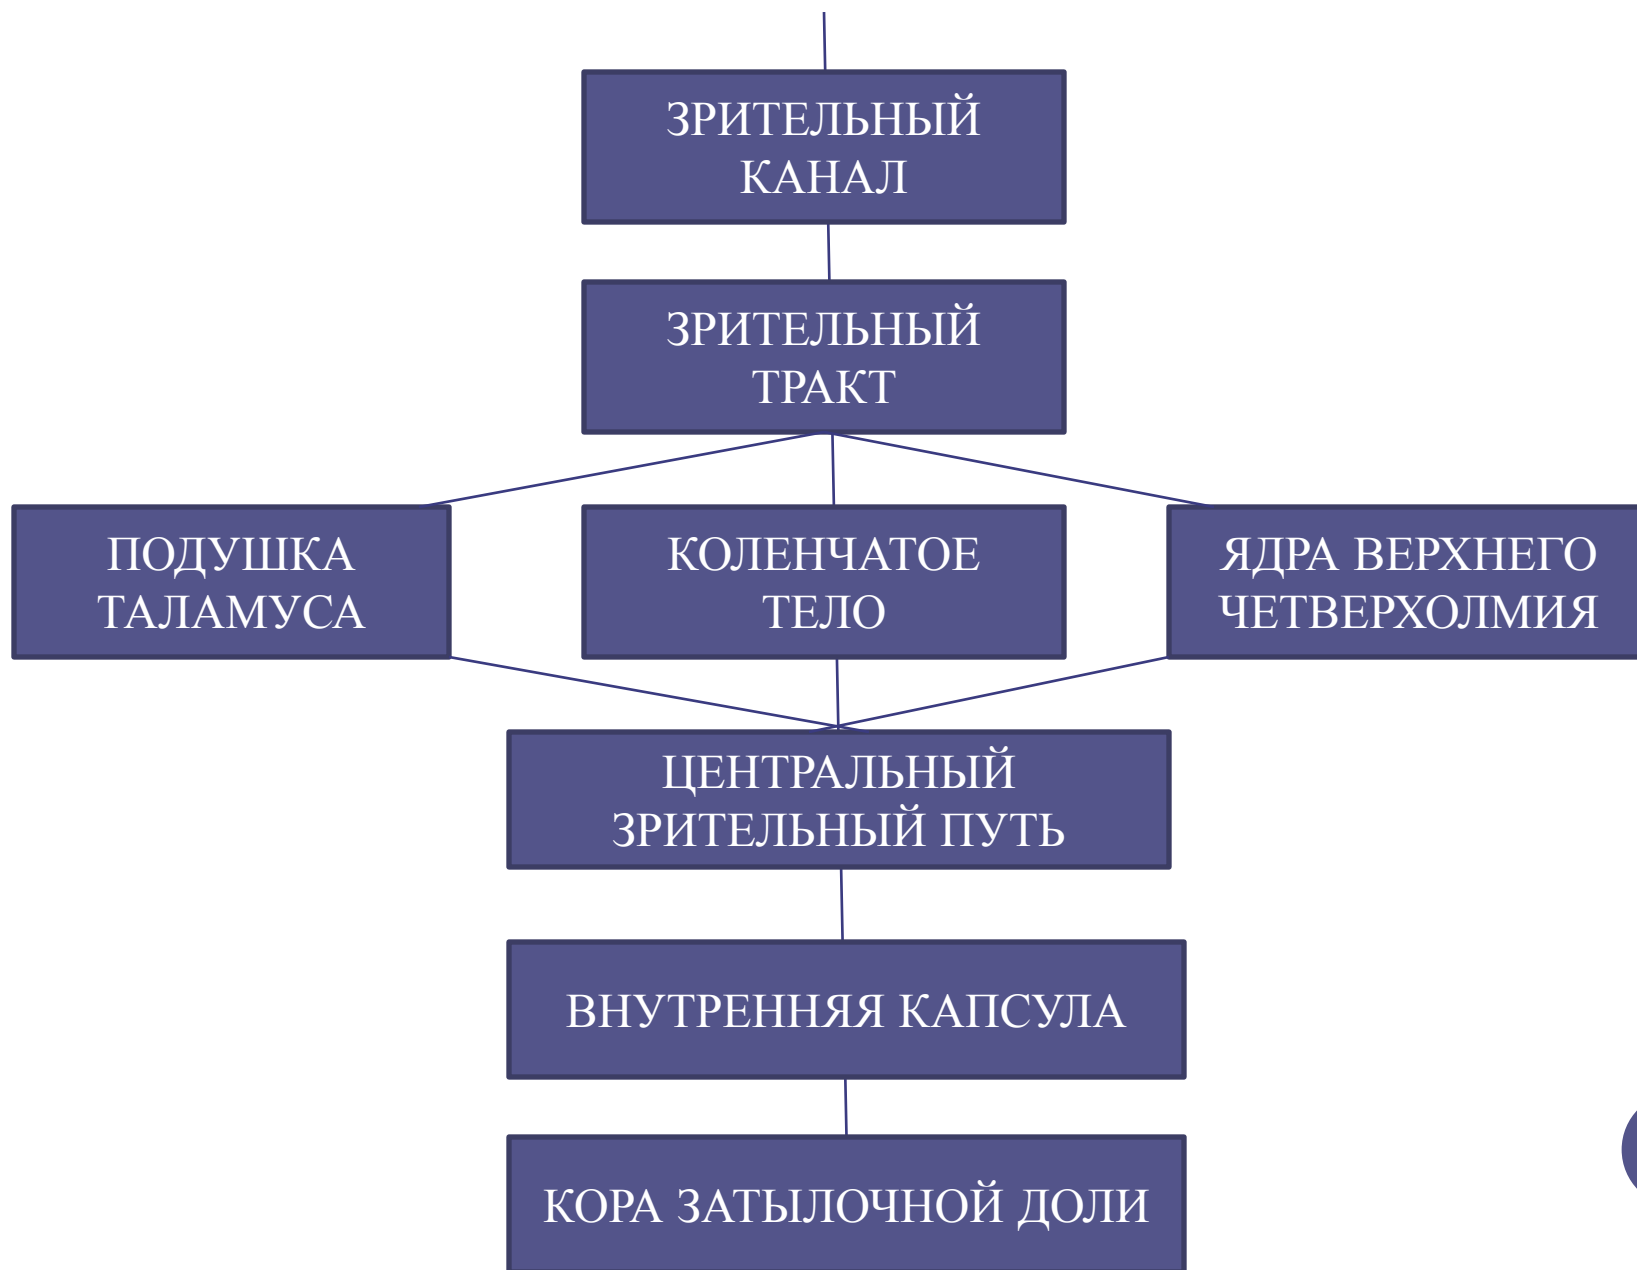 ЗРИТЕЛЬНЫЙ
КАНАЛ
ЗРИТЕЛЬНЫЙ
ТРАКТ
ПОДУШКА
ТАЛАМУСА
КОЛЕНЧАТОЕ
ТЕЛО
ЯДРА ВЕРХНЕГО
ЧЕТВЕРХОЛМИЯ
ЦЕНТРАЛЬНЫЙ
ЗРИТЕЛЬНЫЙ ПУТЬ
ВНУТРЕННЯЯ КАПСУЛА
КОРА ЗАТЫЛОЧНОЙ ДОЛИ